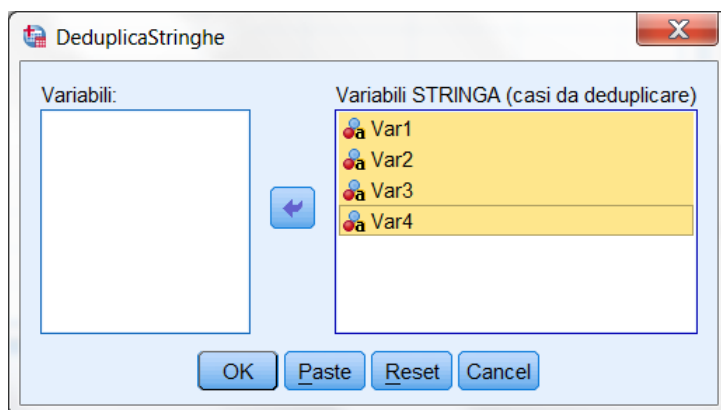 DeduplicaStringhe
Variabili:
Variabili STRINGA (casi da deduplicare)
Var1
Var2
Var3
Var4
OK Paste Reset Cancel